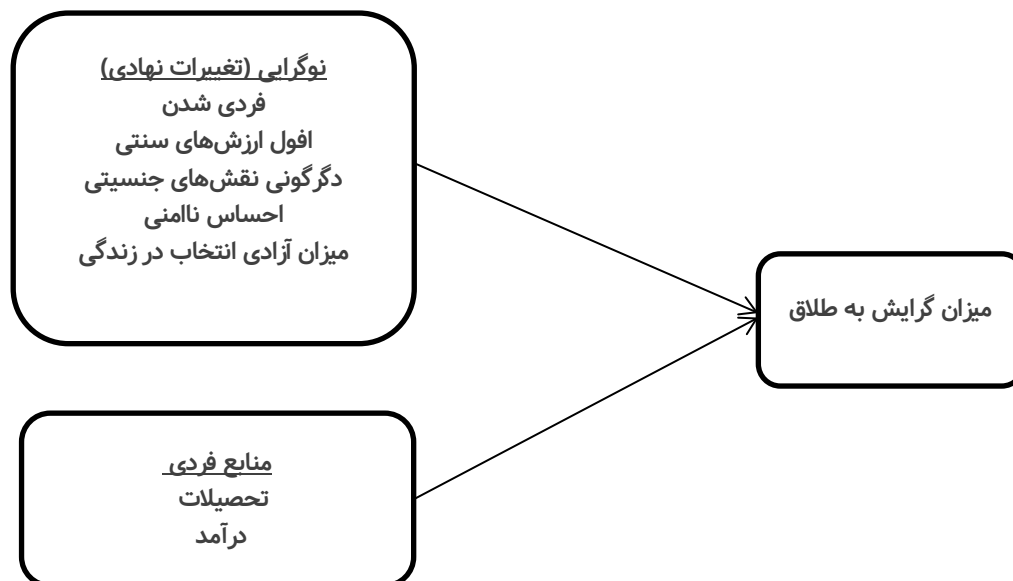 نوگرایی (تغییرات نهادی)
فردی شدن
افول ارزش‌های سنتی
دگرگونی نقش‌های جنسیتی
احساس ناامنی
میزان آزادی انتخاب در زندگی
میزان گرایش به طلاق
منابع فردی
تحصیلات
درآمد